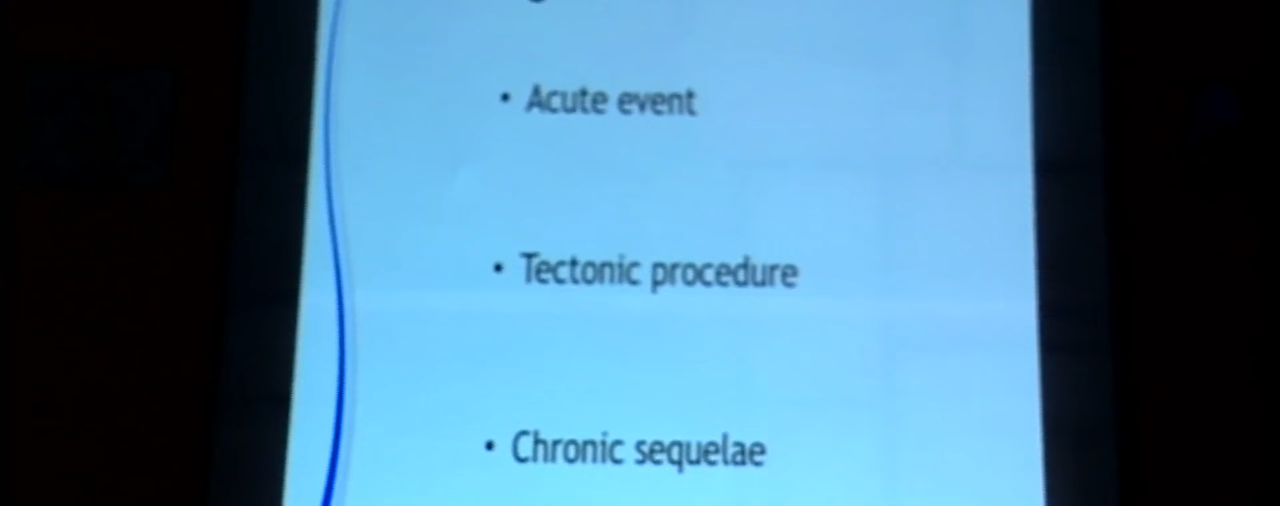 • Acute event
• Tectonic procedure
• Chronic sequelae